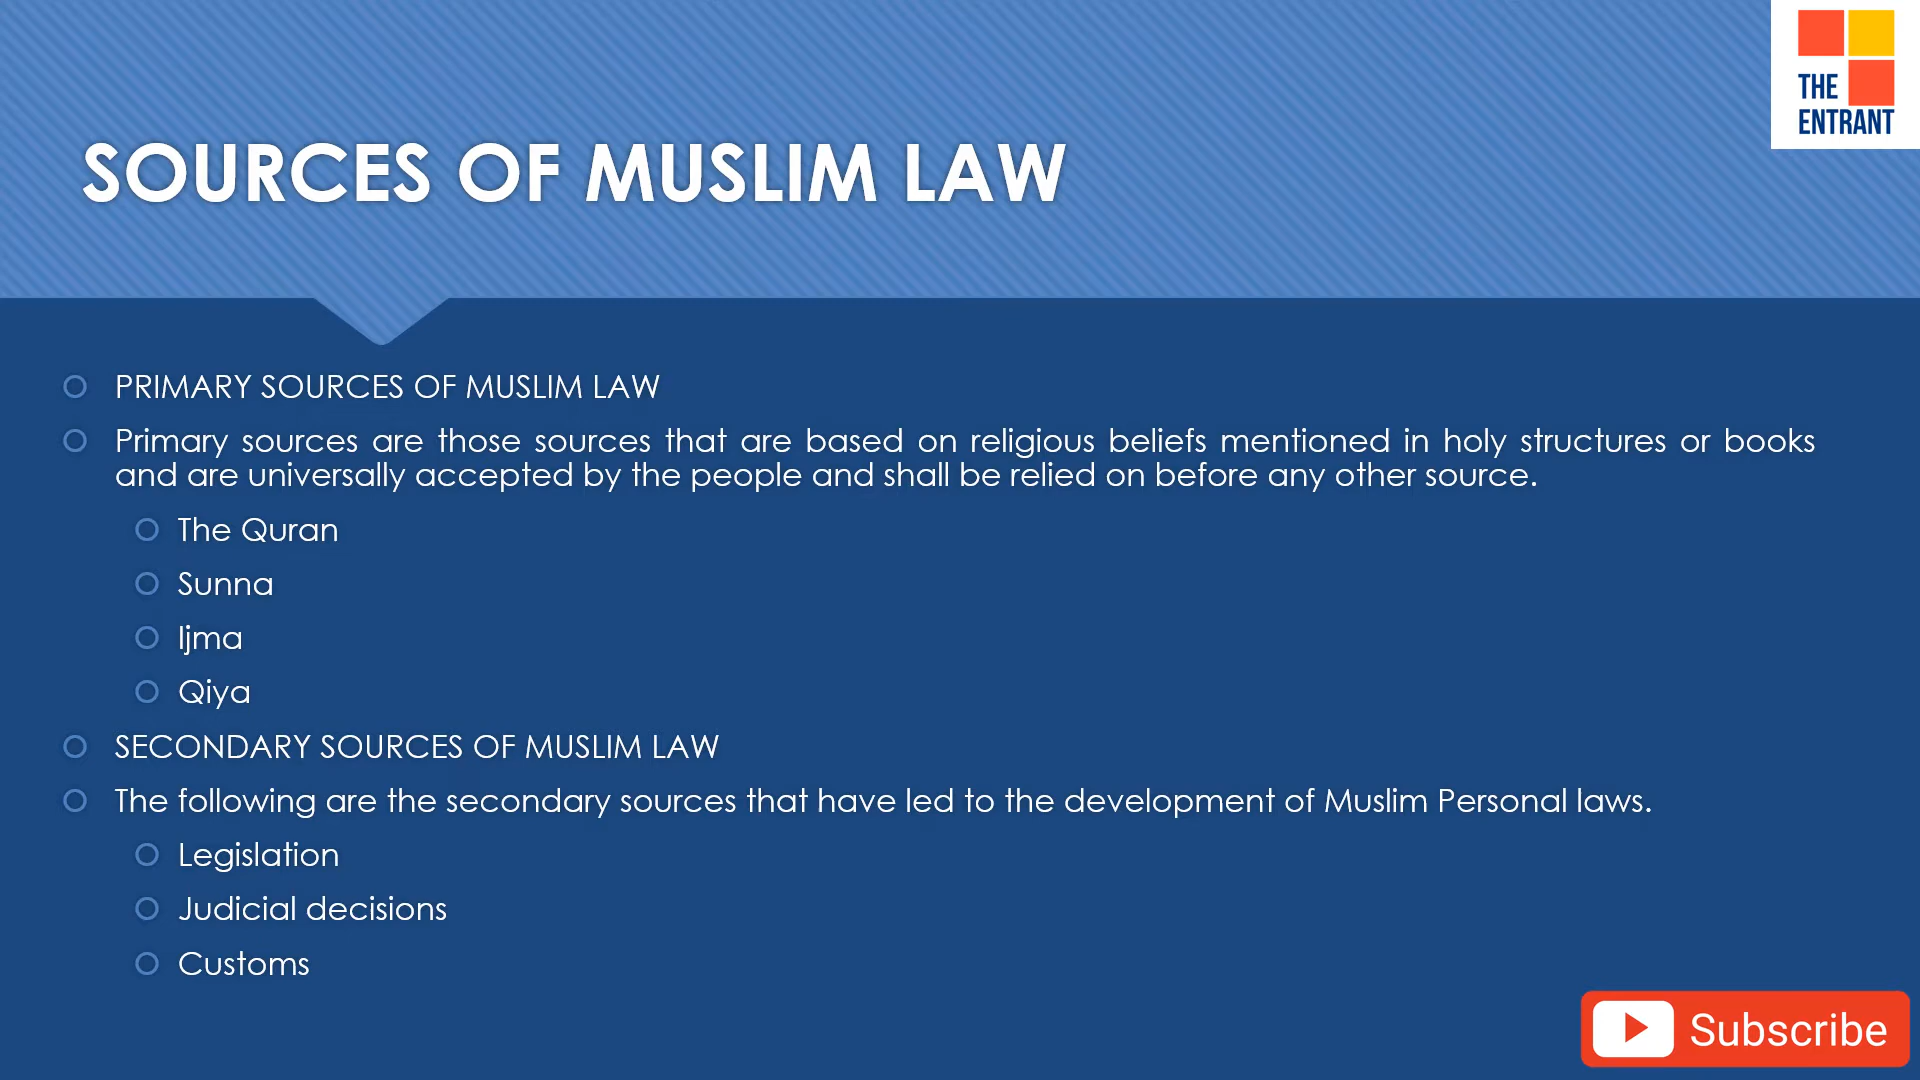 THE
ENTRANT
SOURCES OF MUSLIM LAW
PRIMARY SOURCES OF MUSLIM LAW
Primary sources are those sources that are based on religious beliefs mentioned in holy structures or books
and are universally accepted by the people and shall be relied on before any other source.
The Quran
Sunna
Ijma
Qiya
SECONDARY SOURCES OF MUSLIM LAW
The following are the secondary sources that have led to the development of Muslim Personal laws.
Legislation
Judicial decisions
Customs
Subscribe